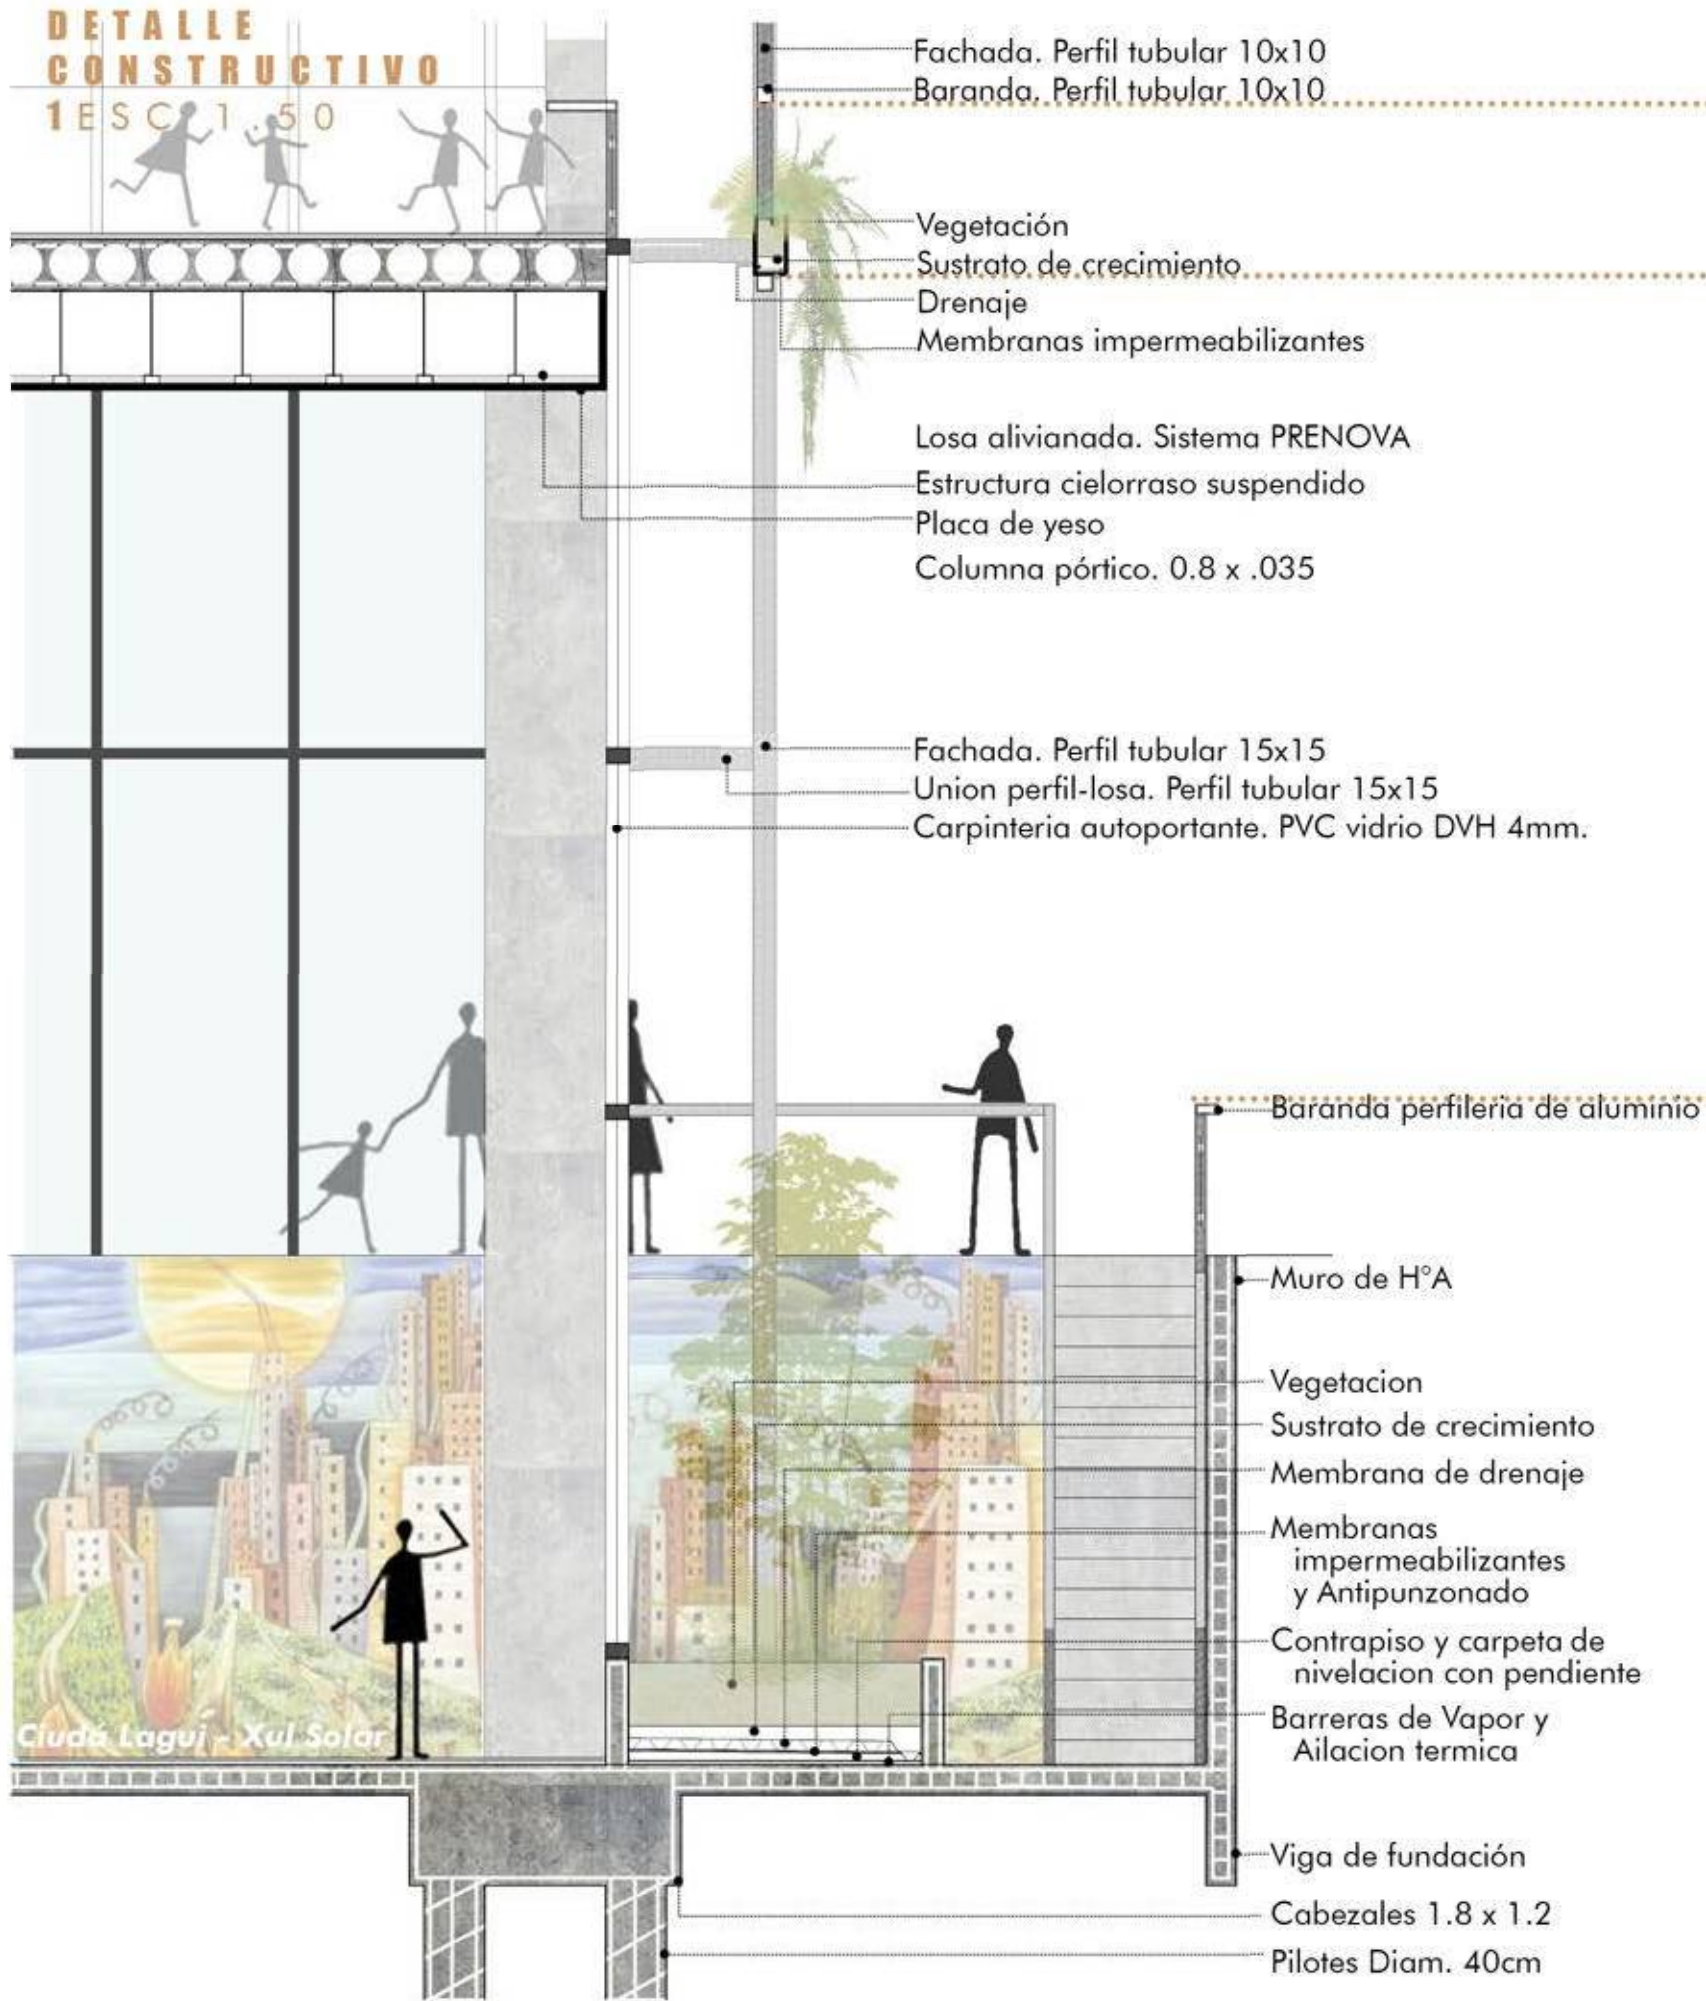 DETALLE
CONSTRUCTIVO
1ESC 1.50
Fachada. Perfil tubular 10x10
Baranda. Perfil tubular 10x10
Vegetación
Sustrato de crecimiento
Drenaje
Membranas impermeabilizantes
Losa alivianada. Sistema PRENOVA
Estructura cielorraso suspendido
Placa de yeso
Columna pórtico. 0.8 x .035
Fachada. Perfil tubular 15x15
Union perfil-losa. Perfil tubular 15x15
Carpinteria autoportante. PVC vidrio DVH 4mm.
Baranda perfileria de aluminio
Muro de H°A
Vegetacion
Sustrato de crecimiento
Membrana de drenaje
Membranas
impermeabilizantes
y Antipunzonado
Contrapiso y carpeta de
nivelacion con pendiente
Barreras de Vapor y
Ailacion termica
Ciudá Lagui - Xul Solar
Viga de fundación
Cabezales 1.8 x 1.2
Pilotes Diam. 40cm